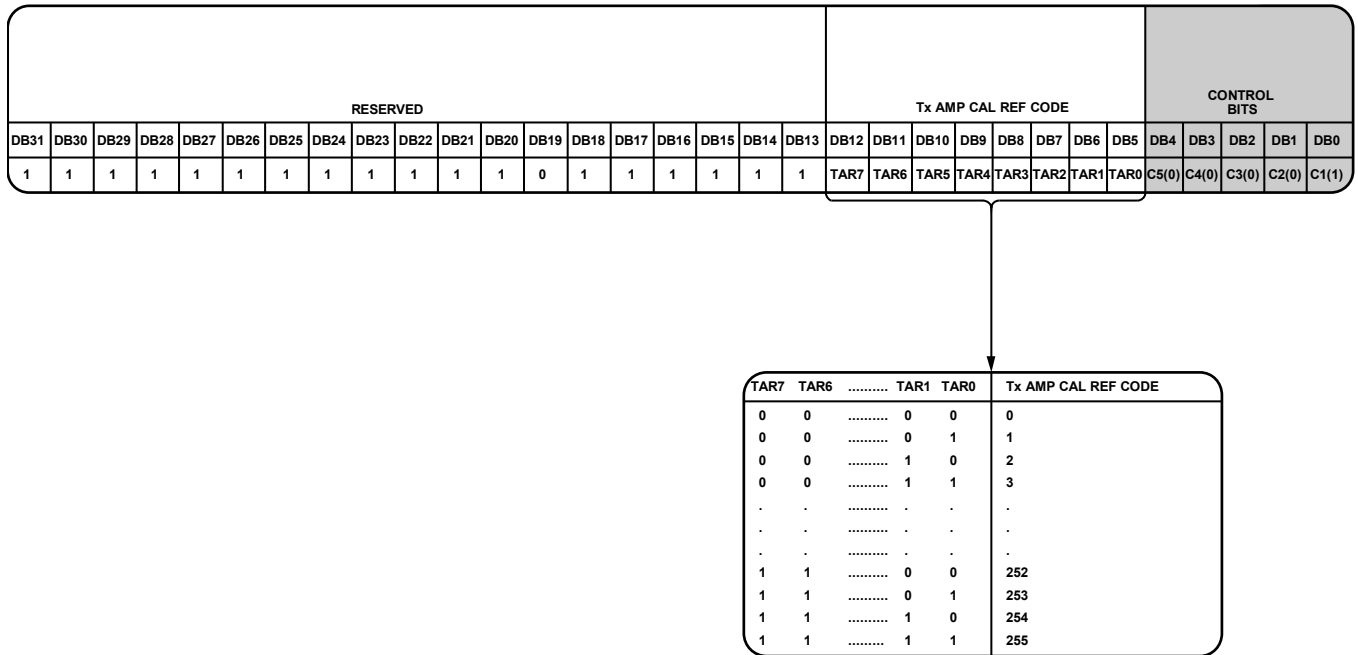 RESERVED Tx AMP CAL REF CODE CONTROL
BITS
DB31 DB30 DB29 DB28 DB27 DB26 DB25 DB24 DB23 DB22 DB21 DB20 DB19 DB18 DB17 DB16 DB15 DB14 DB13 DB12 DB11 DB10 DB9 DB8 DB7 DB6 DB5 DB4 DB3 DB2 DB1 DB0
1 1 1 1 1 1 1 1 1 1 1 1 0 1 1 1 1 1 1 TAR7 TAR6 TAR5 TAR4 TAR3 TAR2 TAR1 TAR0 C5(0) C4(0) C3(0) C2(0) C1(1)
TAR7 TAR6 .......... TAR1 TAR0 Tx AMP CAL REF CODE
0 0 .......... 0 0 0
0 0 .......... 0 1 1
0 0 .......... 1 0 2
0 0 .......... 1 1 3
. . .......... . . .
. . .......... . . .
. . .......... . . .
1 1 .......... 0 0 252
1 1 .......... 0 1 253
1 1 .......... 1 0 254
1 1 ......... 1 1 255